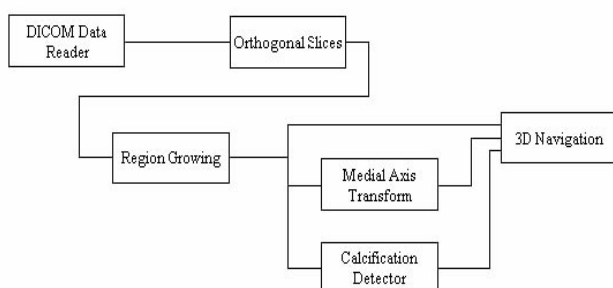 DICOM Data
Reader
Orthogonal Slices
Region Growing
3D Navigation
Medial Axis
Transform
Calcification
Detector